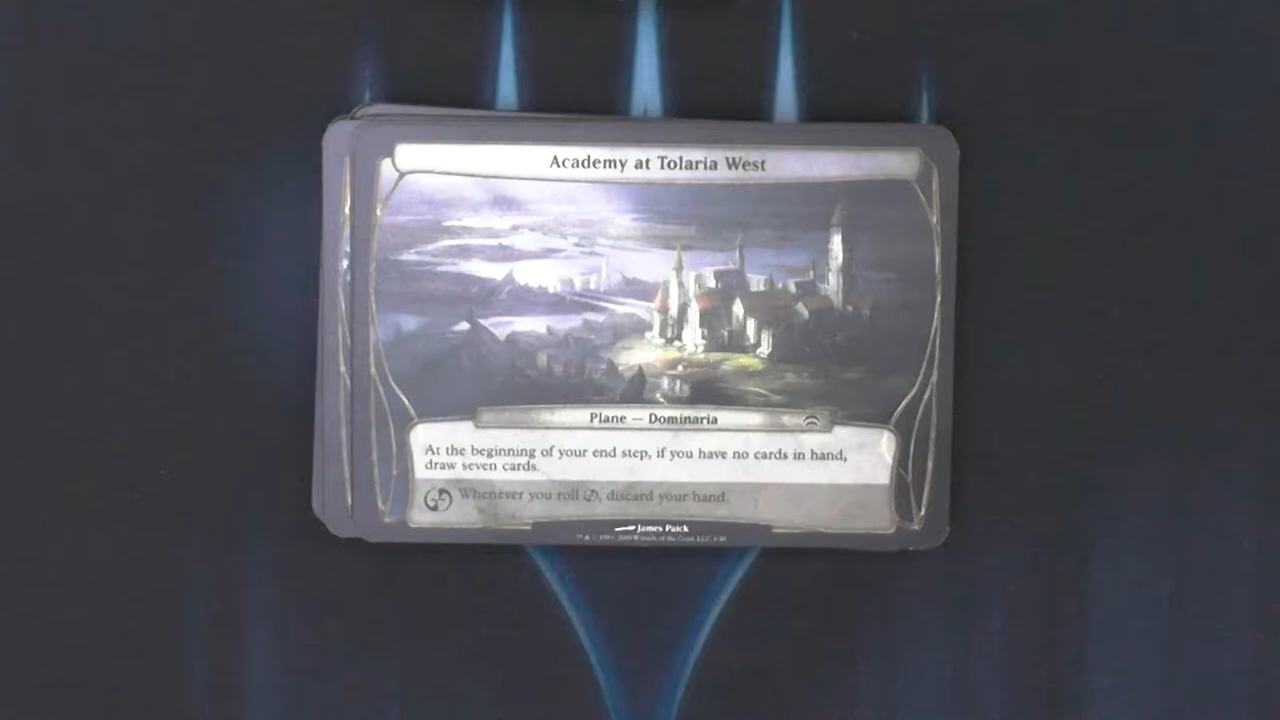 Academy at Tolaria West
Plane — Dominaria
At the beginning of your end step, if you have no cards in hand,
draw seven cards.
Whenever you roll , discard your hand.
James Paick